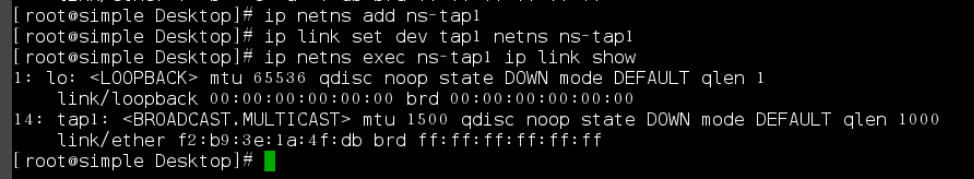 [root@simple Desktop]# ip netns add ns-tap1
[root@simple Desktop]# ip link set dev tap1 netns ns-tap1
[root@simple Desktop]# ip netns exec ns-tap1 ip link show
1: lo: <LOOPBACK> mtu 65536 qdisc noop state DOWN mode DEFAULT qlen 1
    link/loopback 00:00:00:00:00:00 brd 00:00:00:00:00:00
14: tap1: <BROADCAST,MULTICAST> mtu 1500 qdisc noop state DOWN mode DEFAULT qlen 1000
    link/ether f2:b9:3e:1a:4f:db brd ff:ff:ff:ff:ff:ff
[root@simple Desktop]#